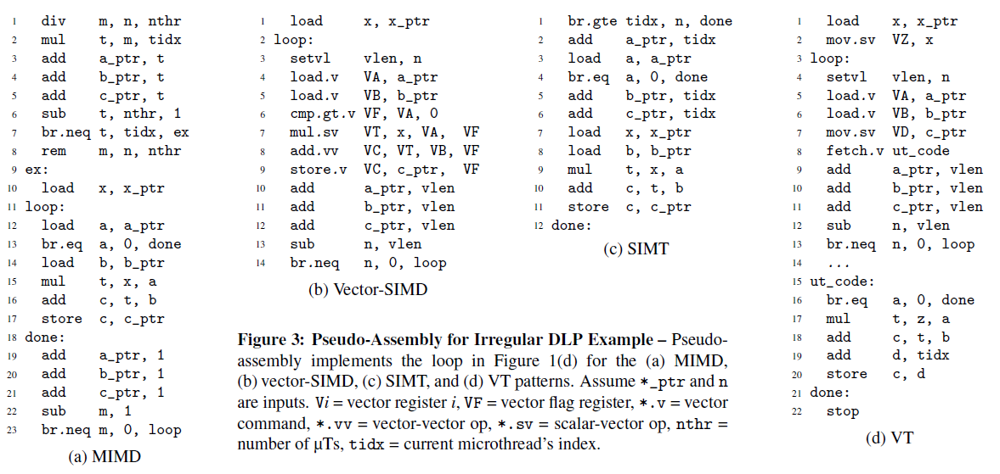 1 div m, n, nthr
2 mul t, m, tidx
3 add a_ptr, t
4 add b_ptr, t
5 add c_ptr, t
6 sub t, nthr, 1
7 br.neq t, tidx, ex
8 rem m, n, nthr
9 ex:
10 load x, x_ptr
11 loop:
12 load a, a_ptr
13 br.eq a, 0, done
14 load b, b_ptr
15 mul t, x, a
16 add c, t, b
17 store c, c_ptr
18 done:
19 add a_ptr, 1
20 add b_ptr, 1
21 add c_ptr, 1
22 sub m, 1
23 br.neq m, 0, loop
(a) MIMD
1 load x, x_ptr
2 loop:
3 setvl vlen, n
4 load.v VA, a_ptr
5 load.v VB, b_ptr
6 cmp.gt.v VF, VA, 0
7 mul.sv VT, x, VA, VF
8 add.vv VC, VT, VB, VF
9 store.v VC, c_ptr, VF
10 add a_ptr, vlen
11 add b_ptr, vlen
12 add c_ptr, vlen
13 sub n, vlen
14 br.neq n, 0, loop
(b) Vector-SIMD
1 br.gte tidx, n, done
2 add a_ptr, tidx
3 load a, a_ptr
4 br.eq a, 0, done
5 add b_ptr, tidx
6 add c_ptr, tidx
7 load x, x_ptr
8 load b, b_ptr
9 mul t, x, a
10 add c, t, b
11 store c, c_ptr
12 done:
(c) SIMT
1 load x, x_ptr
2 mov.sv VZ, x
3 loop:
4 setvl vlen, n
5 load.v VA, a_ptr
6 load.v VB, b_ptr
7 mov.sv VD, c_ptr
8 fetch.v ut_code
9 add a_ptr, vlen
10 add b_ptr, vlen
11 add c_ptr, vlen
12 sub n, vlen
13 br.neq n, 0, loop
14 ...
15 ut_code:
16 br.eq a, 0, done
17 mul t, z, a
18 add c, t, b
19 add d, tidx
20 store c, d
21 done:
22 stop
(d) VT
Figure 3: Pseudo-Assembly for Irregular DLP Example – Pseudo-
assembly implements the loop in Figure 1(d) for the (a) MIMD,
(b) vector-SIMD, (c) SIMT, and (d) VT patterns. Assume *_ptr and n
are inputs. Vi = vector register i, VF = vector flag register, *.v = vector
command, *.vv = vector-vector op, *.sv = scalar-vector op, nthr =
number of µTs, tidx = current microthread's index.